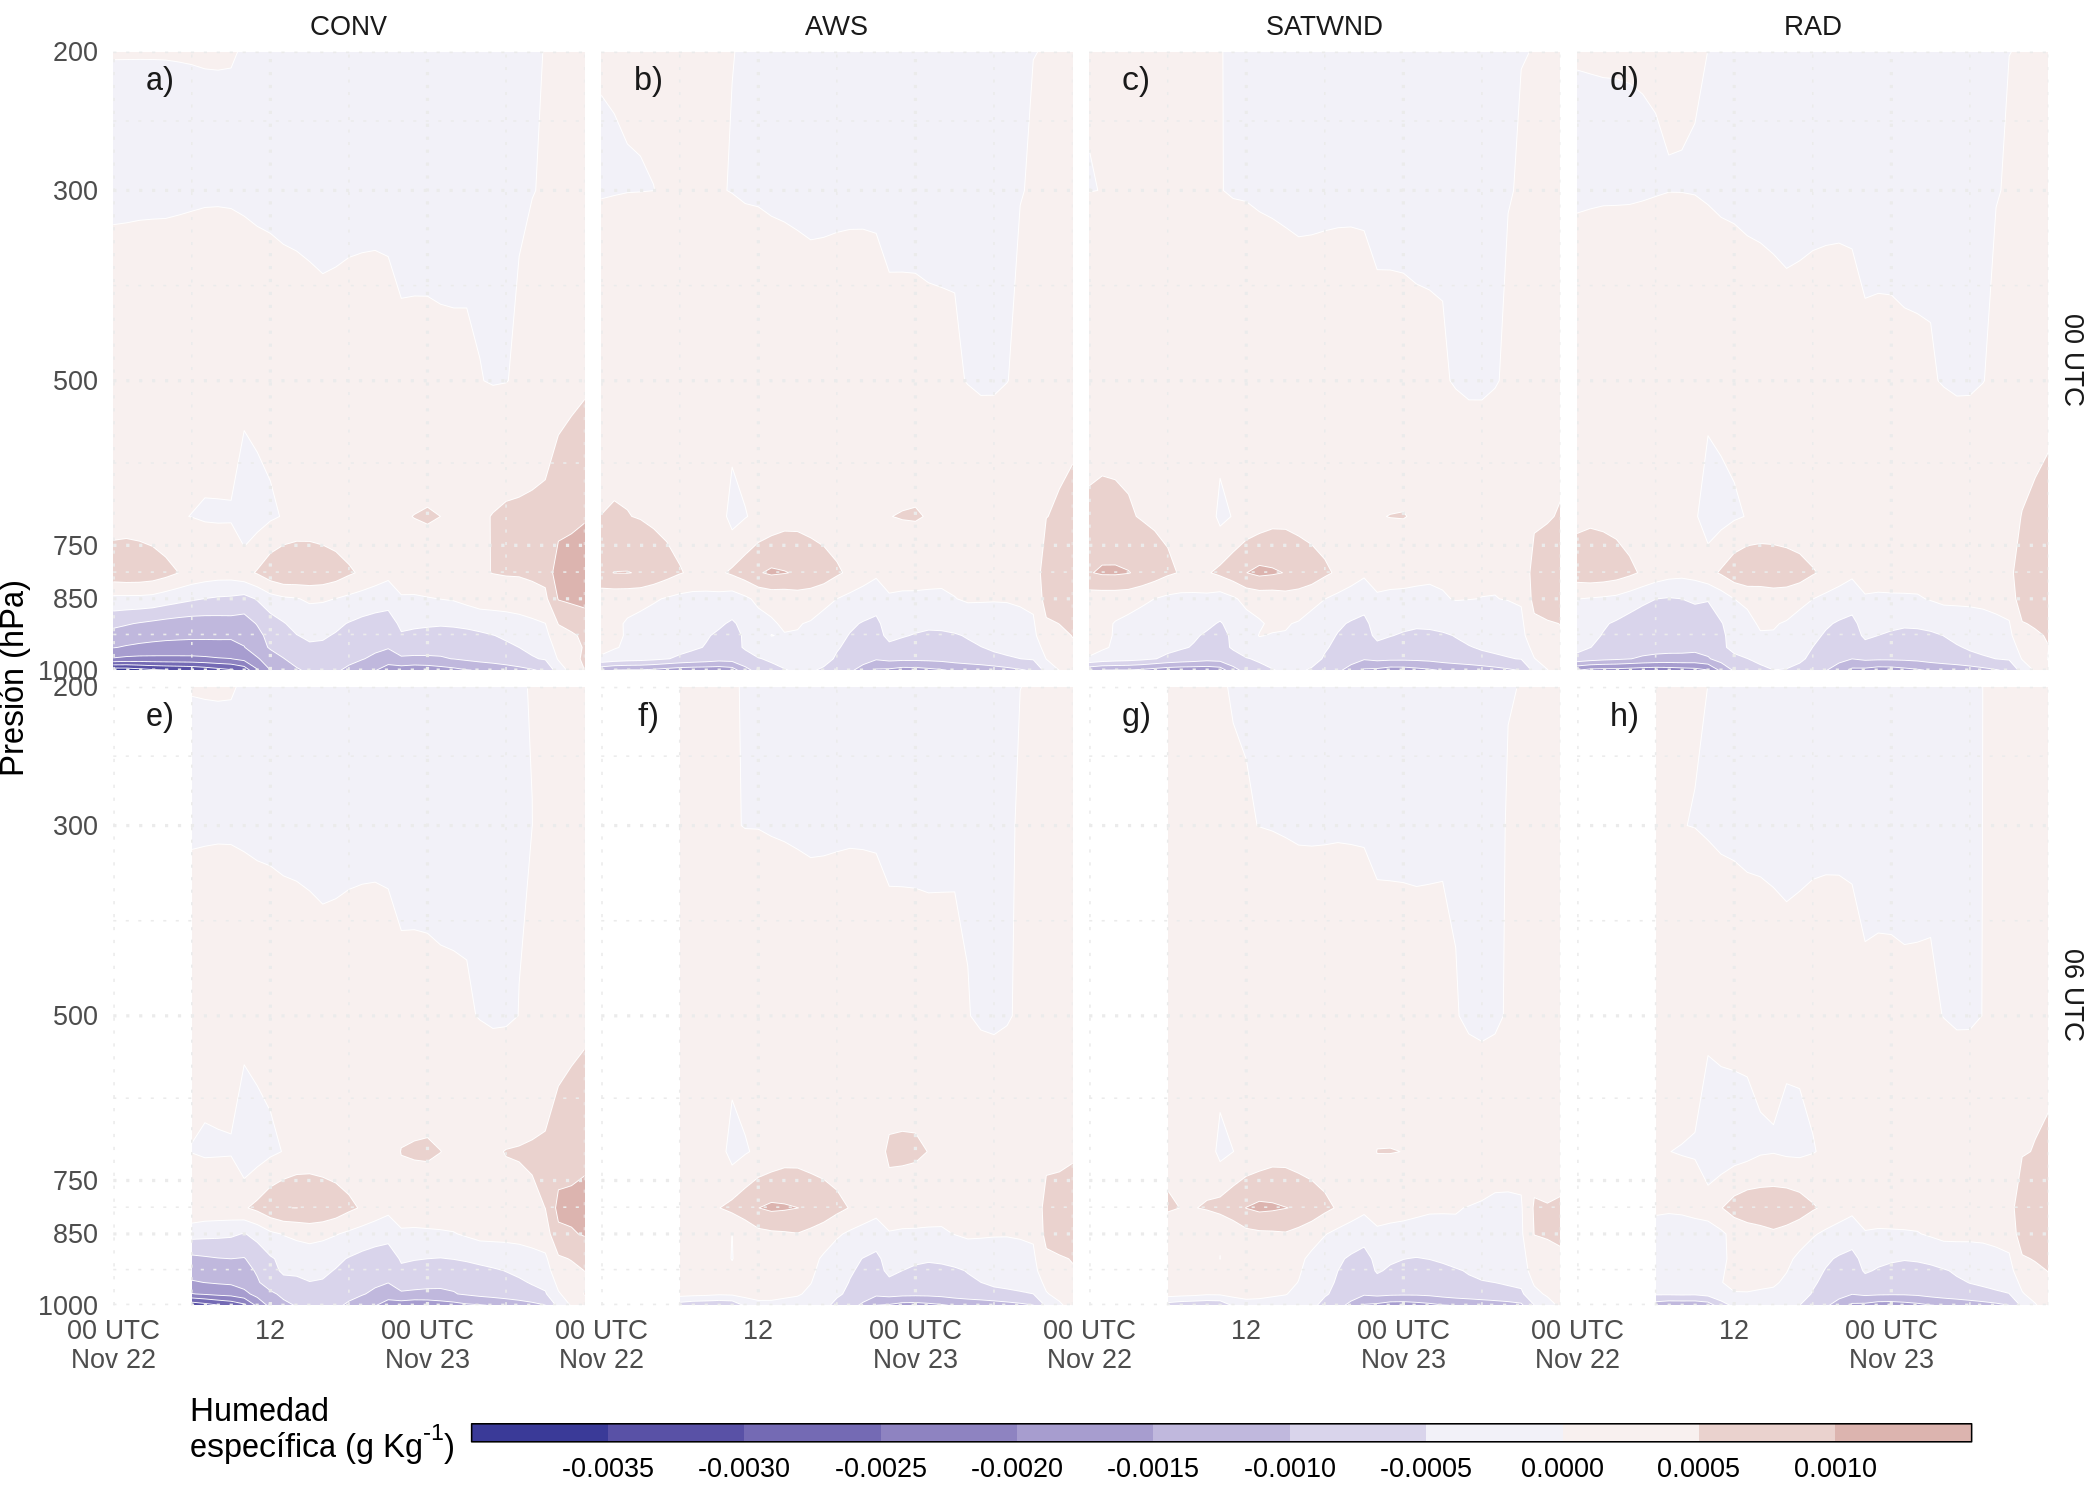 CONV AWS SATWND RAD
200
a) b) c) d)
300
00 UTC
500
750
850
Presión (hPa)
1000
200
e) f) g) h)
300
06 UTC
500
750
850
1000
00 UTC 12 00 UTC 00 UTC 12 00 UTC 00 UTC 12 00 UTC 00 UTC 12 00 UTC
Nov 22 Nov 23 Nov 22 Nov 23 Nov 22 Nov 23 Nov 22 Nov 23
Humedad
específica (g Kg-1)
-0.0035 -0.0030 -0.0025 -0.0020 -0.0015 -0.0010 -0.0005 0.0000 0.0005 0.0010